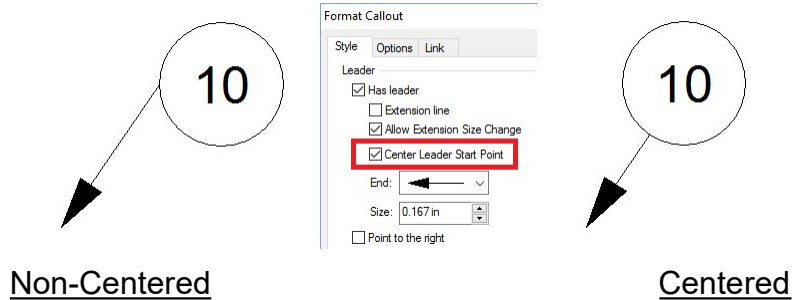 10
Format Callout
Style Options Link
Leader
Has leader
Extension line
Allow Extension Size Change
Center Leader Start Point
End:
Size: 0.167 in
Point to the right
10
Non-Centered
Centered